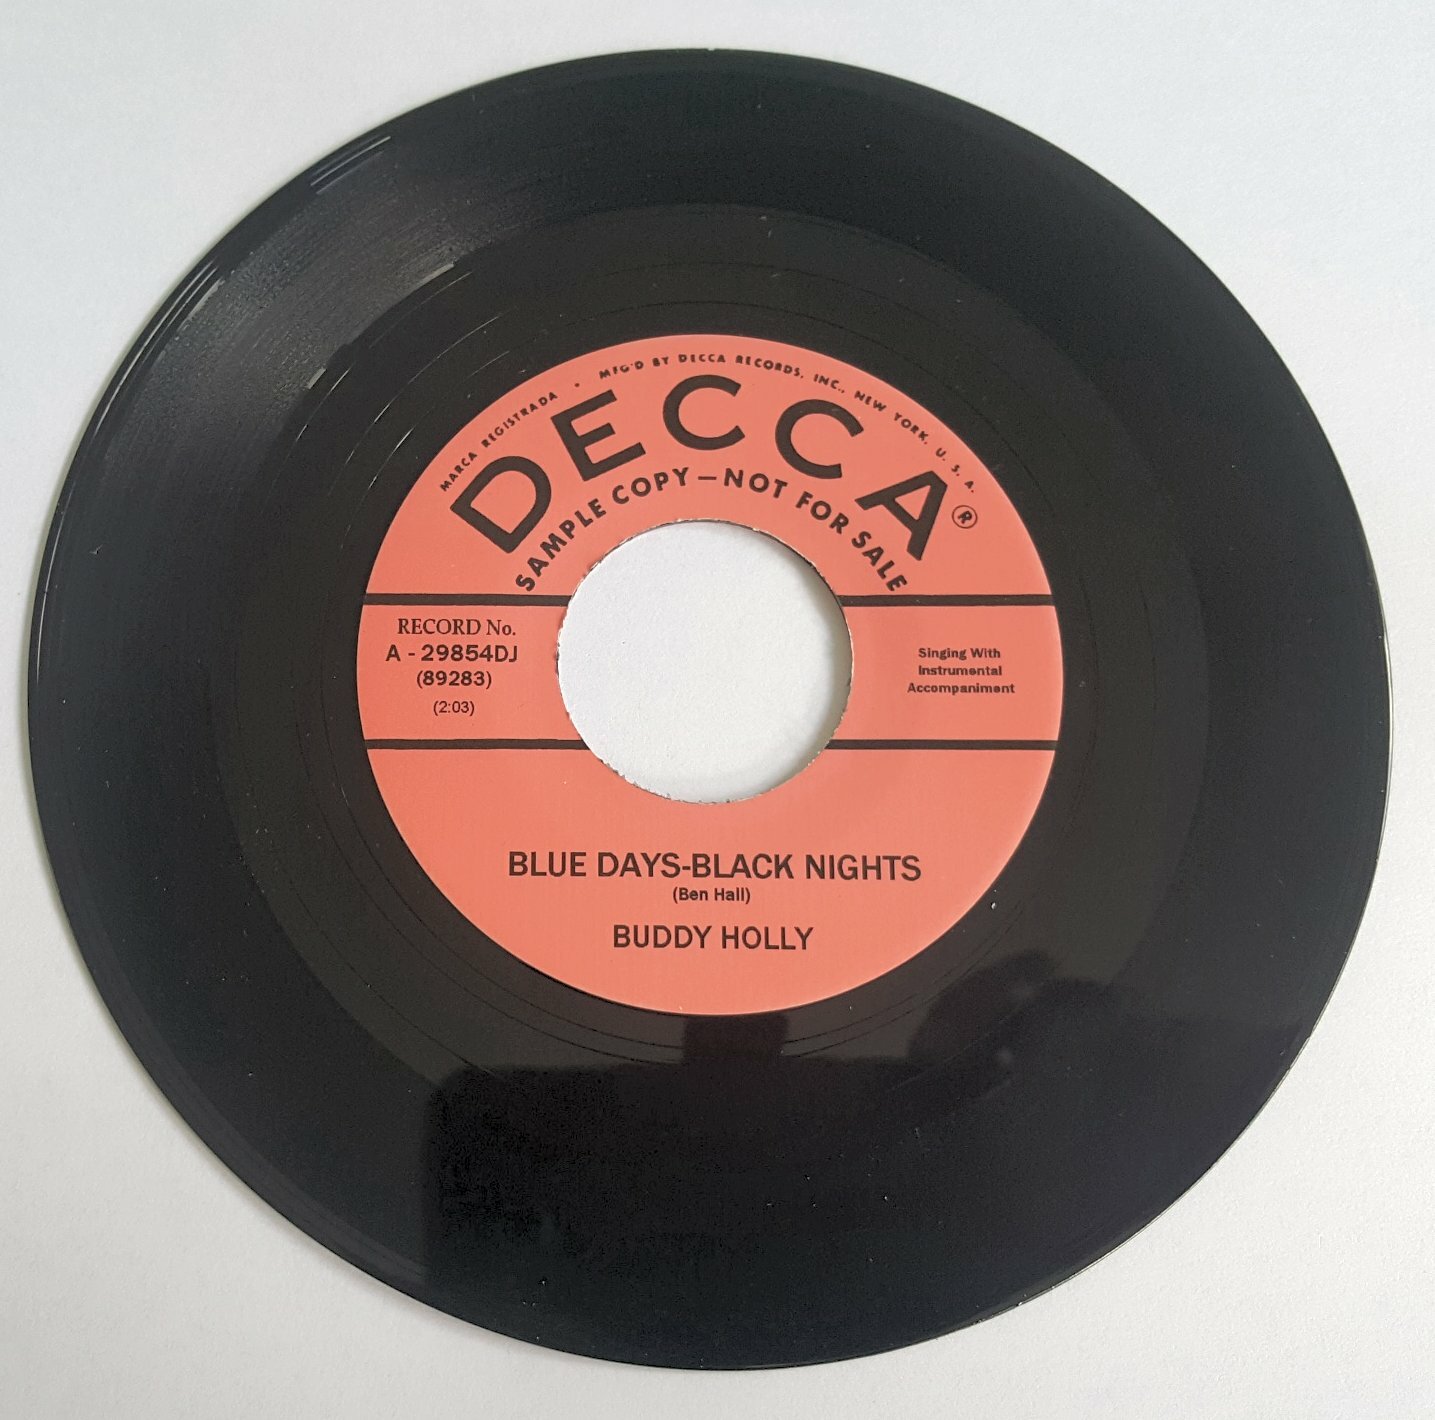 MARCA REGISTRADA • MFG'D BY DECCA RECORDS, INC., NEW YORK, U. S. A.
DECCA®
SAMPLE COPY – NOT FOR SALE
RECORD No.
A - 29854DJ
(89283)
(2:03)
Singing With
Instrumental
Accompaniment
BLUE DAYS-BLACK NIGHTS
(Ben Hall)
BUDDY HOLLY